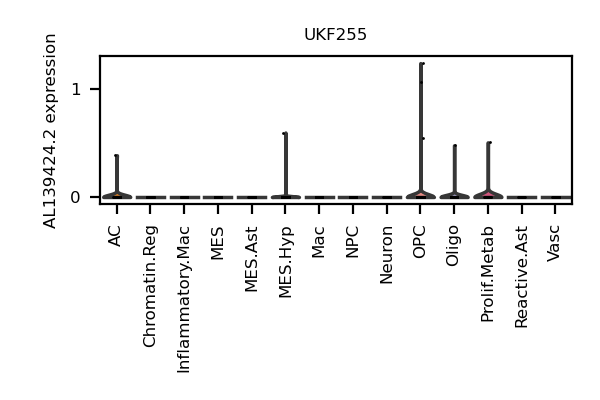 UKF255
AL139424.2 expression
1
0
AC
Chromatin.Reg
Inflammatory.Mac
MES
MES.Ast
MES.Hyp
Mac
NPC
Neuron
OPC
Oligo
Prolif.Metab
Reactive.Ast
Vasc